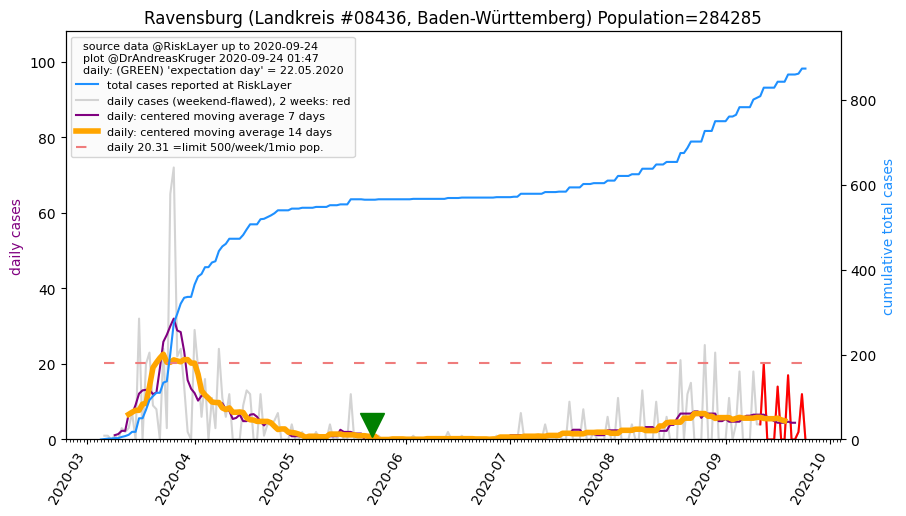 Ravensburg (Landkreis #08436, Baden-Württemberg) Population=284285
source data @RiskLayer up to 2020-09-24
plot @DrAndreasKruger 2020-09-24 01:47
daily: (GREEN) 'expectation day' = 22.05.2020
total cases reported at RiskLayer
daily cases (weekend-flawed), 2 weeks: red
daily: centered moving average 7 days
daily: centered moving average 14 days
daily 20.31 =limit 500/week/1mio pop.
daily cases
100
80
60
40
20
0
cumulative total cases
800
600
400
200
0
2020-03
2020-04
2020-05
2020-06
2020-07
2020-08
2020-09
2020-10